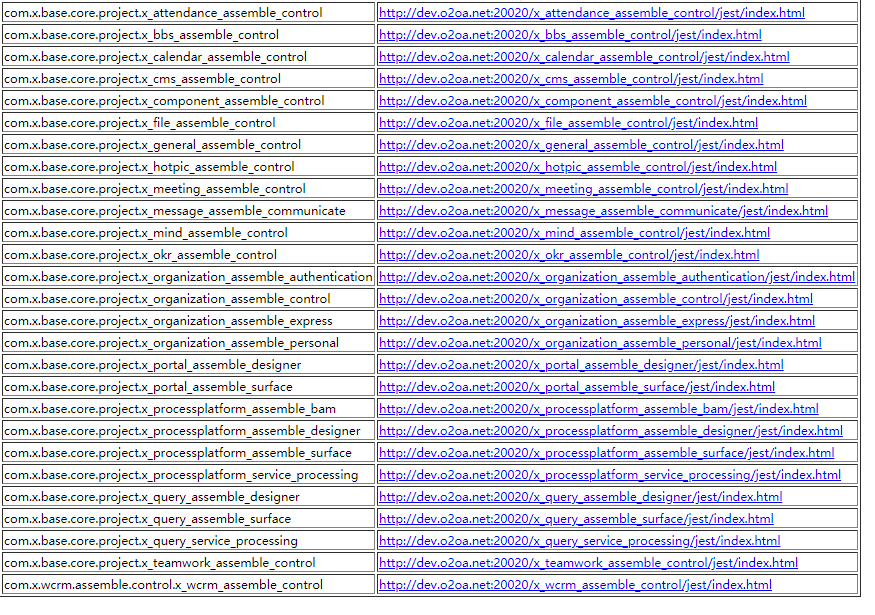 com.x.base.core.project.x_attendance_assemble_control http://dev.o2oa.net:20020/x_attendance_assemble_control/jest/index.html
com.x.base.core.project.x_bbs_assemble_control http://dev.o2oa.net:20020/x_bbs_assemble_control/jest/index.html
com.x.base.core.project.x_calendar_assemble_control http://dev.o2oa.net:20020/x_calendar_assemble_control/jest/index.html
com.x.base.core.project.x_cms_assemble_control http://dev.o2oa.net:20020/x_cms_assemble_control/jest/index.html
com.x.base.core.project.x_component_assemble_control http://dev.o2oa.net:20020/x_component_assemble_control/jest/index.html
com.x.base.core.project.x_file_assemble_control http://dev.o2oa.net:20020/x_file_assemble_control/jest/index.html
com.x.base.core.project.x_general_assemble_control http://dev.o2oa.net:20020/x_general_assemble_control/jest/index.html
com.x.base.core.project.x_hotpic_assemble_control http://dev.o2oa.net:20020/x_hotpic_assemble_control/jest/index.html
com.x.base.core.project.x_meeting_assemble_control http://dev.o2oa.net:20020/x_meeting_assemble_control/jest/index.html
com.x.base.core.project.x_message_assemble_communicate http://dev.o2oa.net:20020/x_message_assemble_communicate/jest/index.html
com.x.base.core.project.x_mind_assemble_control http://dev.o2oa.net:20020/x_mind_assemble_control/jest/index.html
com.x.base.core.project.x_okr_assemble_control http://dev.o2oa.net:20020/x_okr_assemble_control/jest/index.html
com.x.base.core.project.x_organization_assemble_authentication http://dev.o2oa.net:20020/x_organization_assemble_authentication/jest/index.html
com.x.base.core.project.x_organization_assemble_control http://dev.o2oa.net:20020/x_organization_assemble_control/jest/index.html
com.x.base.core.project.x_organization_assemble_express http://dev.o2oa.net:20020/x_organization_assemble_express/jest/index.html
com.x.base.core.project.x_organization_assemble_personal http://dev.o2oa.net:20020/x_organization_assemble_personal/jest/index.html
com.x.base.core.project.x_portal_assemble_designer http://dev.o2oa.net:20020/x_portal_assemble_designer/jest/index.html
com.x.base.core.project.x_portal_assemble_surface http://dev.o2oa.net:20020/x_portal_assemble_surface/jest/index.html
com.x.base.core.project.x_processplatform_assemble_bam http://dev.o2oa.net:20020/x_processplatform_assemble_bam/jest/index.html
com.x.base.core.project.x_processplatform_assemble_designer http://dev.o2oa.net:20020/x_processplatform_assemble_designer/jest/index.html
com.x.base.core.project.x_processplatform_assemble_surface http://dev.o2oa.net:20020/x_processplatform_assemble_surface/jest/index.html
com.x.base.core.project.x_processplatform_service_processing http://dev.o2oa.net:20020/x_processplatform_service_processing/jest/index.html
com.x.base.core.project.x_query_assemble_designer http://dev.o2oa.net:20020/x_query_assemble_designer/jest/index.html
com.x.base.core.project.x_query_assemble_surface http://dev.o2oa.net:20020/x_query_assemble_surface/jest/index.html
com.x.base.core.project.x_query_service_processing http://dev.o2oa.net:20020/x_query_service_processing/jest/index.html
com.x.base.core.project.x_teamwork_assemble_control http://dev.o2oa.net:20020/x_teamwork_assemble_control/jest/index.html
com.x.wcrm.assemble.control.x_wcrm_assemble_control http://dev.o2oa.net:20020/x_wcrm_assemble_control/jest/index.html